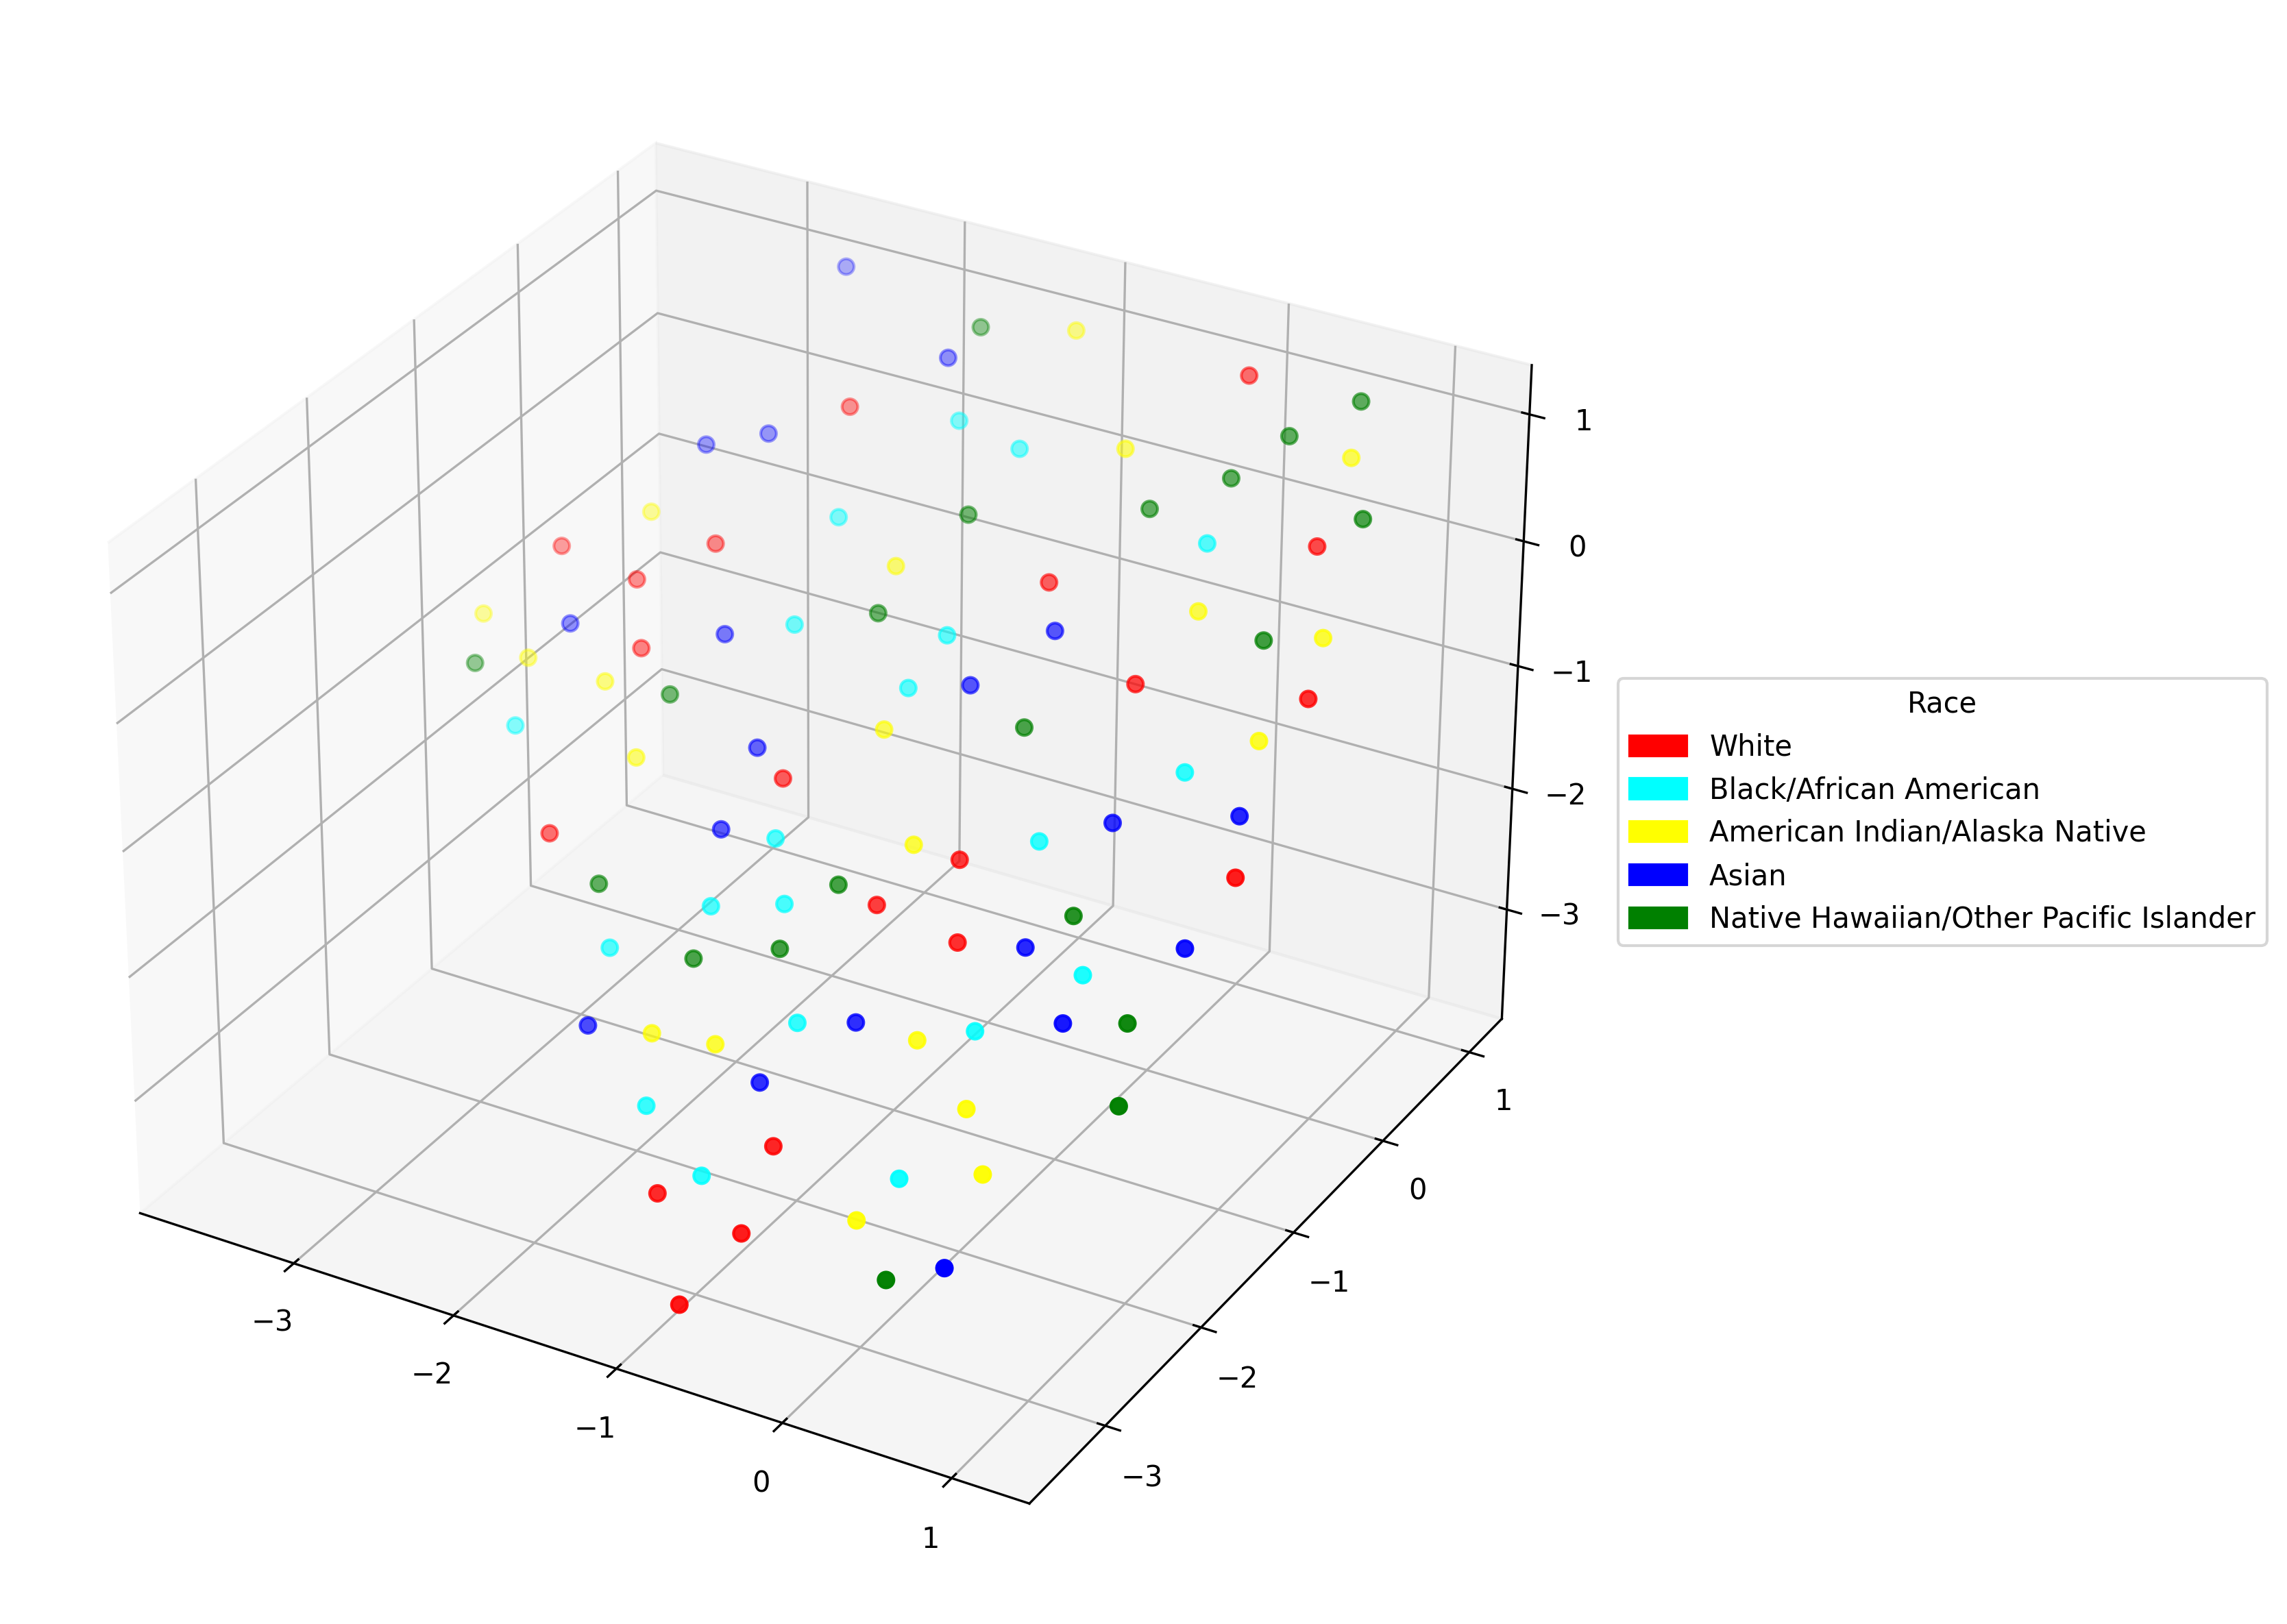 1
0
−1
−2
−3
Race
White
Black/African American
American Indian/Alaska Native
Asian
Native Hawaiian/Other Pacific Islander
1
0
−1
−2
−3
−3
−2
−1
0
1